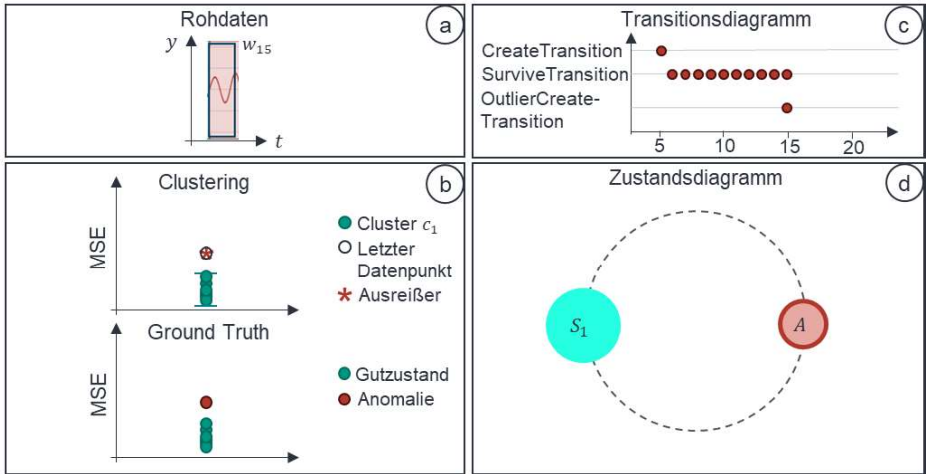 Rohdaten
a
y
w15
t
Transitionsdiagramm
c
CreateTransition
SurviveTransition
OutlierCreate-
Transition
5 10 15 20
Clustering
b
MSE
Cluster c1
Letzter
Datenpunkt
Ausreißer
Ground Truth
MSE
Gutzustand
Anomalie
Zustandsdiagramm
d
S1
A